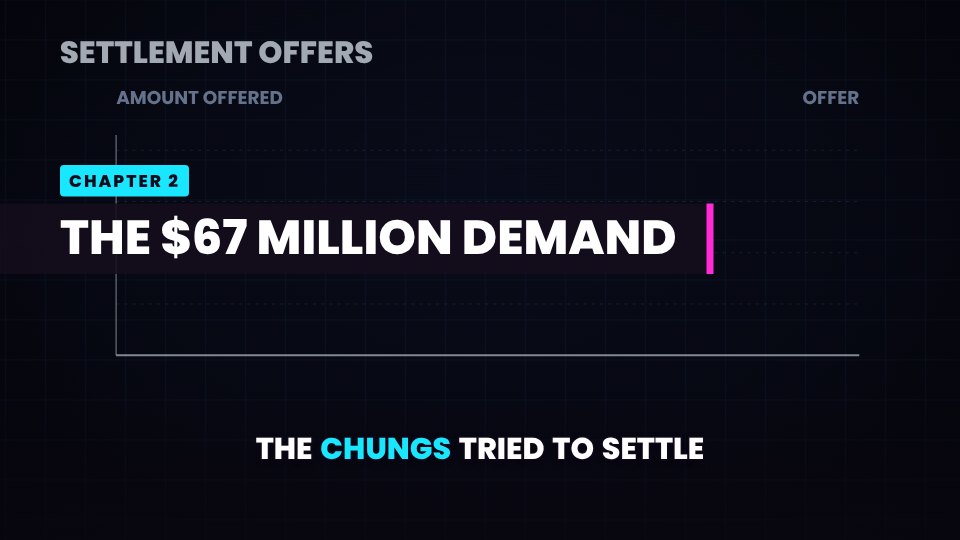 SETTLEMENT OFFERS
AMOUNT OFFERED
OFFER
CHAPTER 2
THE $67 MILLION DEMAND
THE CHUNGS TRIED TO SETTLE